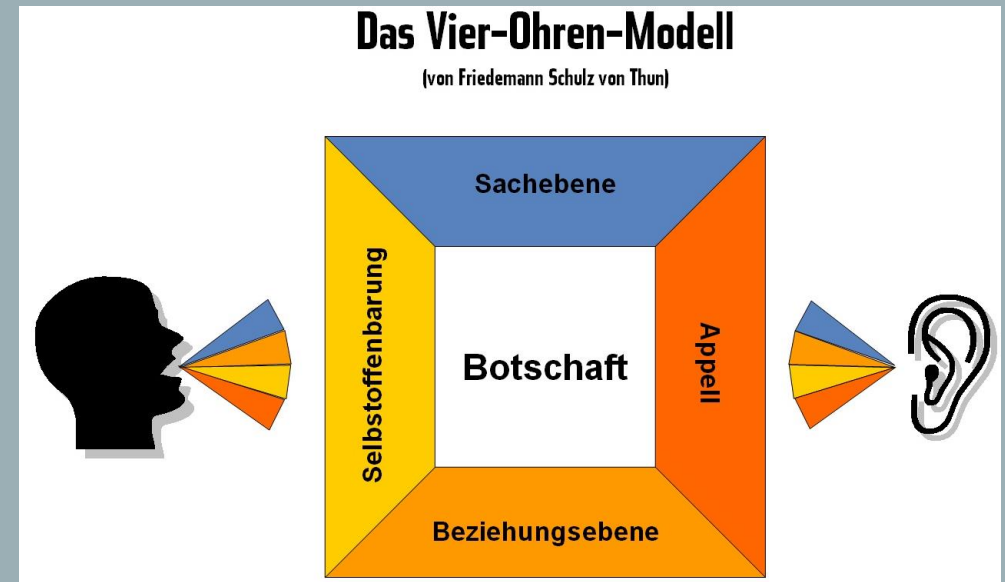 Das Vier-Ohren-Modell
(von Friedemann Schulz von Thun)
Sachebene
Selbstoffenbarung
Botschaft
Appell
Beziehungsebene